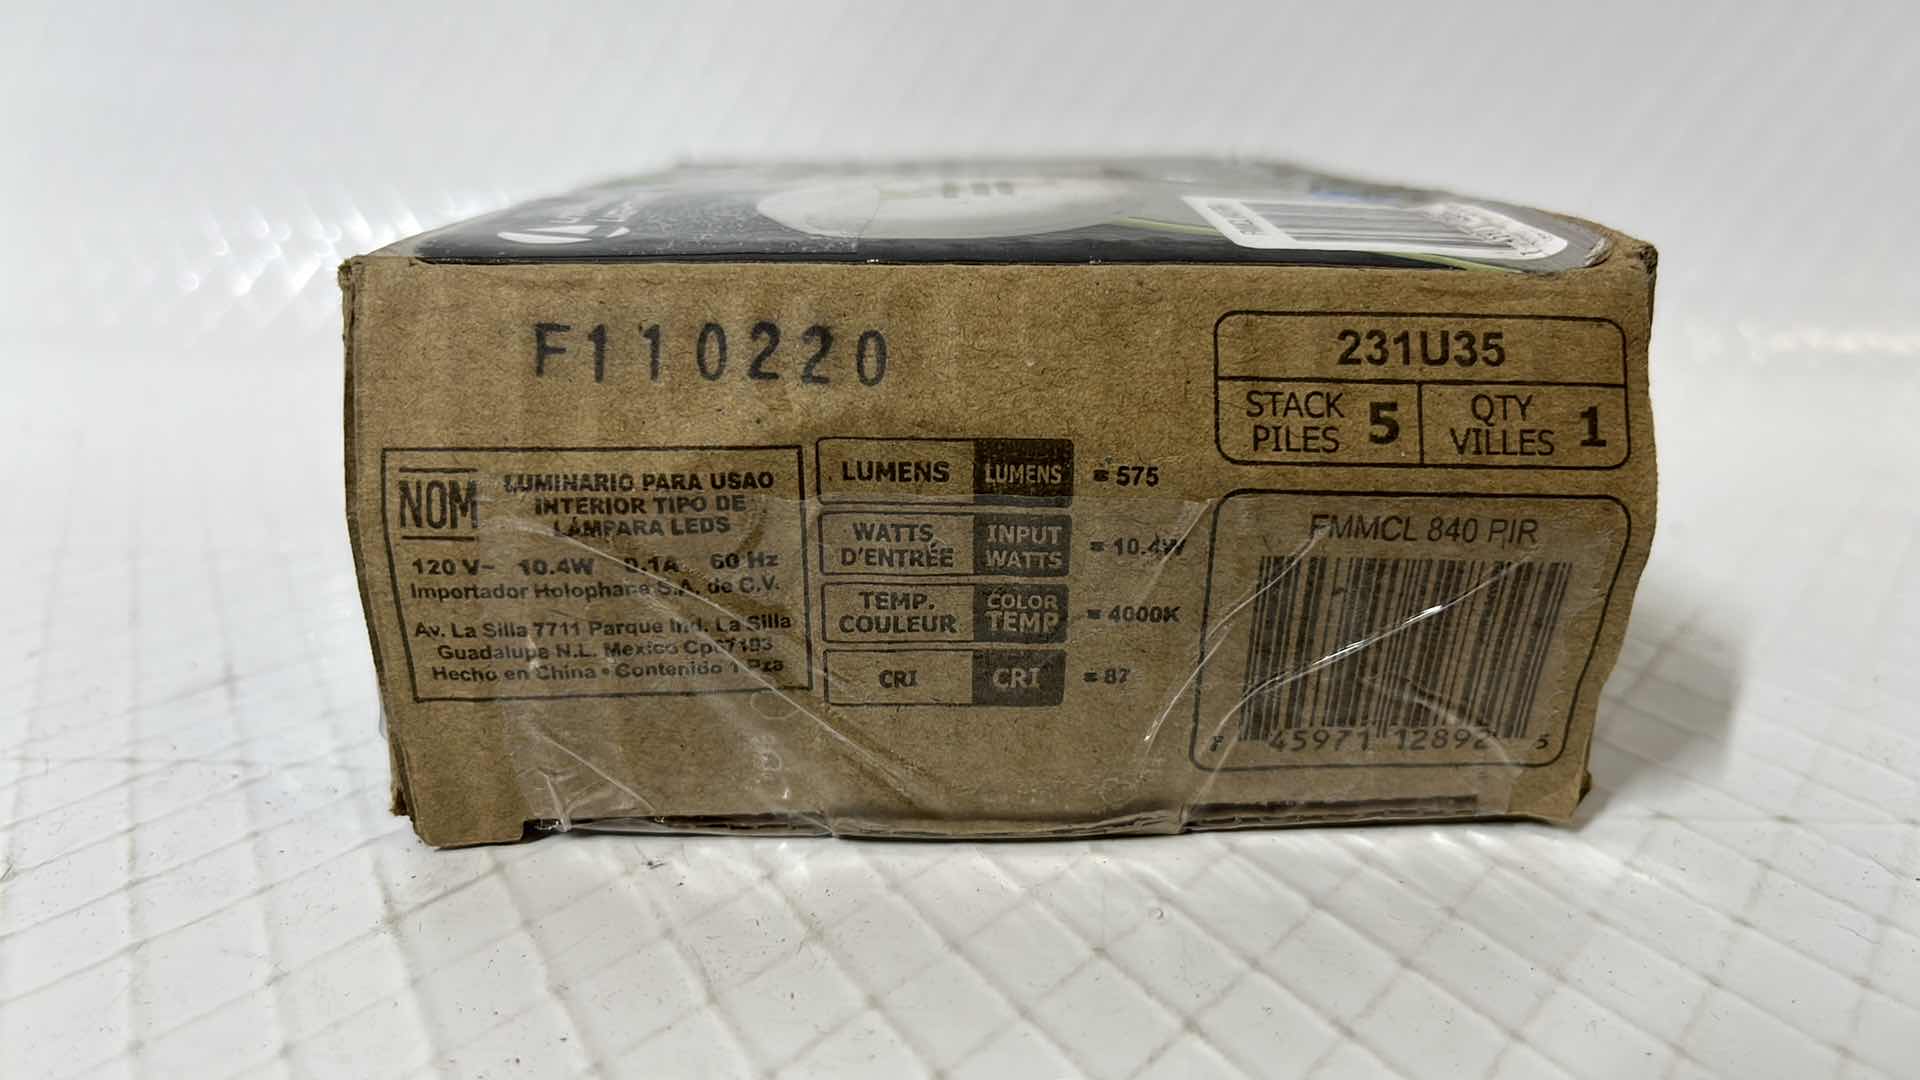 F110220
231U35
STACK PILES 5
QTY VILLES 1
NOM
LUMINARIO PARA USAO
INTERIOR TIPO DE
LÁMPARA LEDS
120 V~ 10.4W 0.1A 60 Hz
Importador Holophane S.A. de C.V.
Av. La Silla 7711 Parque Ind. La Silla
Guadalupe N.L. Mexico Cp67193
Hecho en China • Contenido 1 Pza
LUMENS LUMENS = 575
WATTS D'ENTRÉE INPUT WATTS = 10.4W
TEMP. COULEUR COLOR TEMP = 4000K
CRI CRI = 87
FMMCL 840 PIR
45971 12892 5